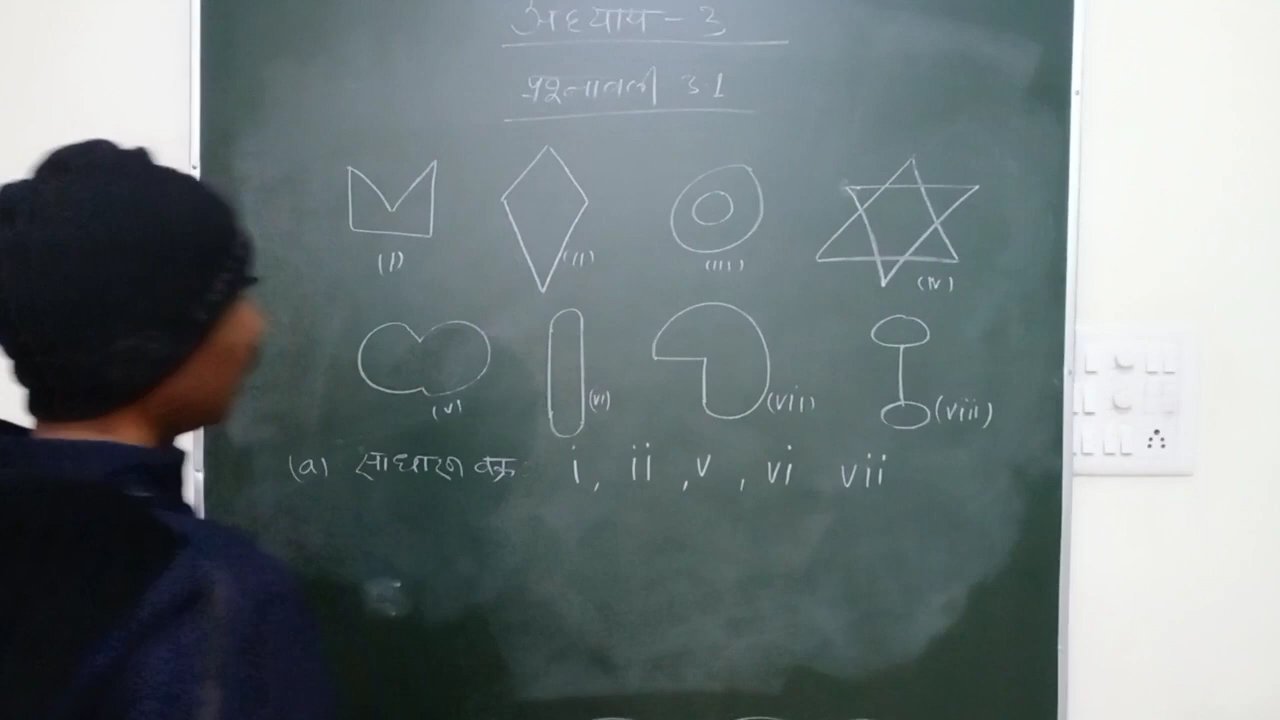 अध्याय - 3
प्रश्नावली 3.1
(I) (II) (III) (IV)
(V) (VI) (vii) (viii)
(a) साधारण वक्र i, ii, v, vi vii